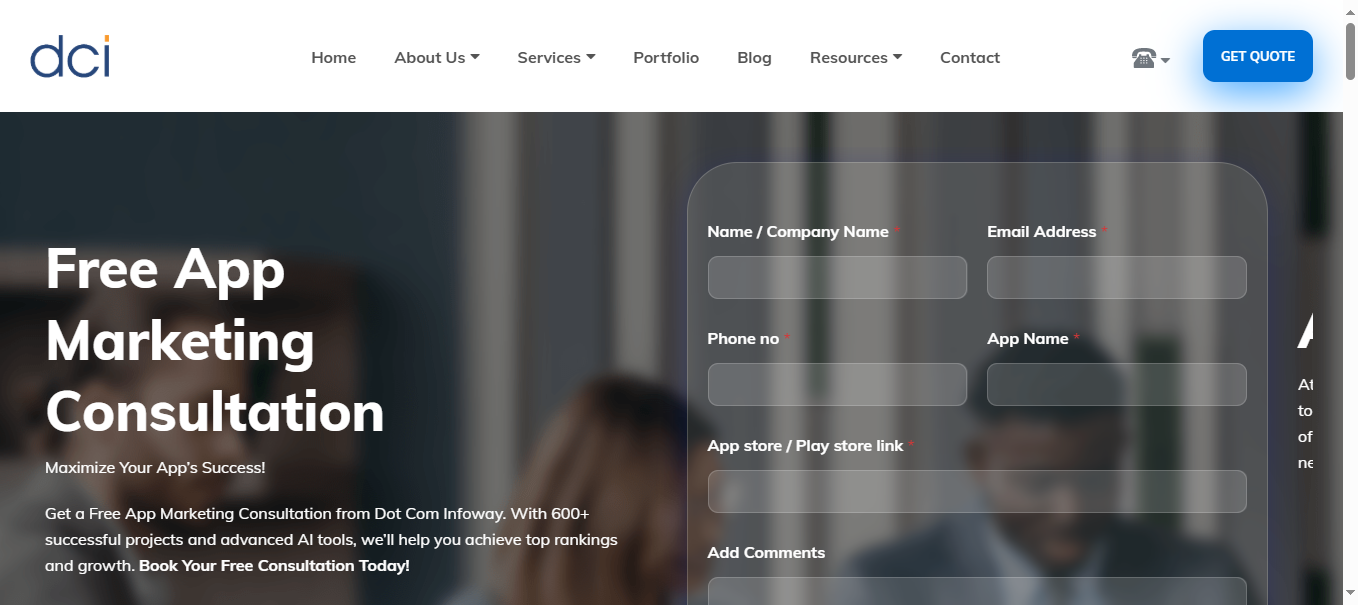 dci
Home
About Us
Services
Portfolio
Blog
Resources
Contact
GET QUOTE
Free App
Marketing
Consultation
Maximize Your App's Success!
Get a Free App Marketing Consultation from Dot Com Infoway. With 600+
successful projects and advanced AI tools, we'll help you achieve top rankings
and growth. Book Your Free Consultation Today!
Name / Company Name *
Email Address *
Phone no *
App Name *
App store / Play store link *
Add Comments
to
of